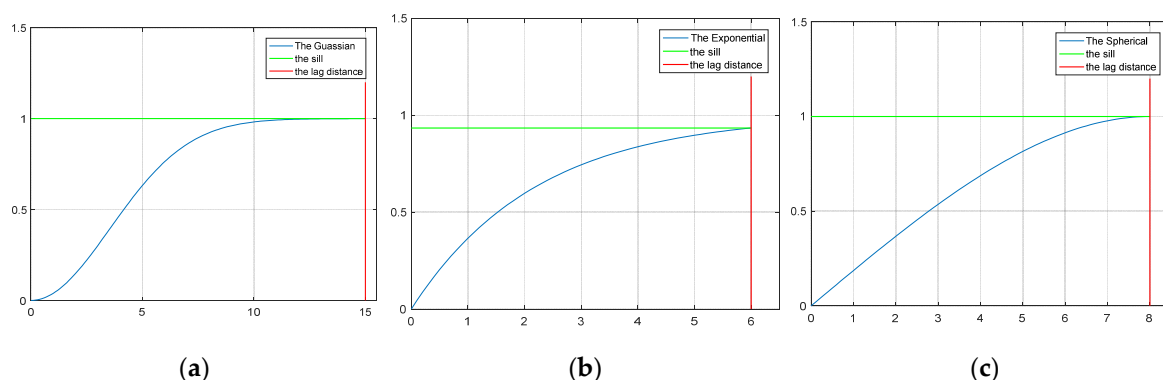 1.5
1
0.5
0
0 5 10 15
The Guassian
the sill
the lag distance
(a)
1.5
1
0.5
0
0 1 2 3 4 5 6
The Exponential
the sill
the lag distance
(b)
1.5
1
0.5
0
0 1 2 3 4 5 6 7 8
The Spherical
the sill
the lag distance
(c)